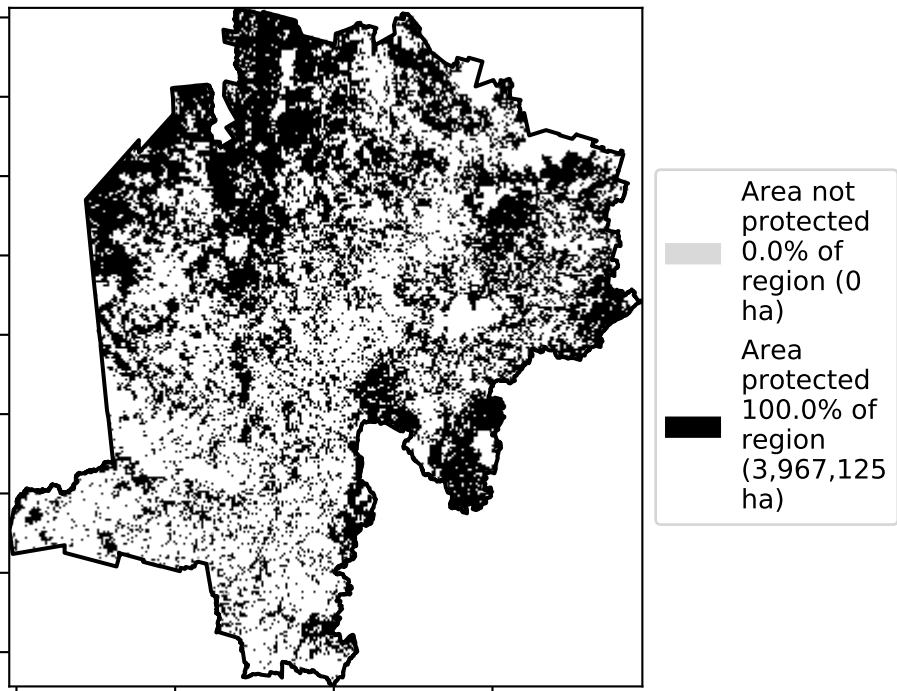 Area not
protected
0.0% of
region (0
ha)
Area
protected
100.0% of
region
(3,967,125
ha)